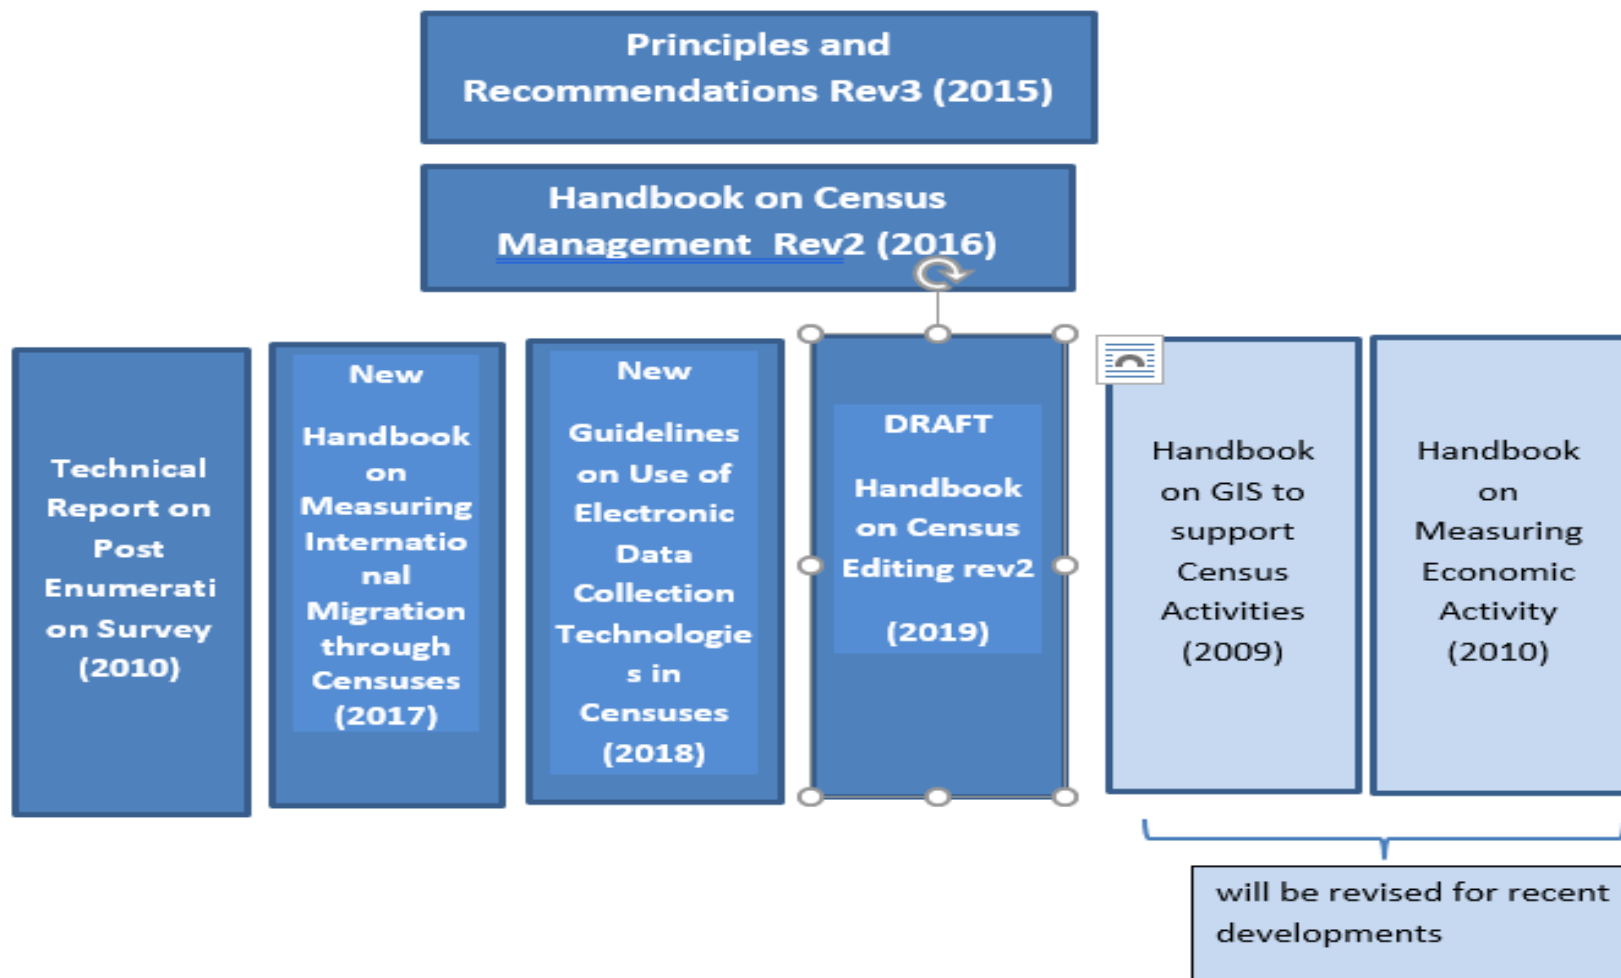 Principles and
Recommendations Rev3 (2015)
Handbook on Census
Management  Rev2 (2016)
Technical
Report on
Post
Enumerati
on Survey
(2010)
New
Handbook
on
Measuring
Internatio
nal
Migration
through
Censuses
(2017)
New
Guidelines
on Use of
Electronic
Data
Collection
Technologie
s in
Censuses
(2018)
DRAFT
Handbook
on Census
Editing rev2
(2019)
Handbook
on GIS to
support
Census
Activities
(2009)
Handbook
on
Measuring
Economic
Activity
(2010)
will be revised for recent
developments